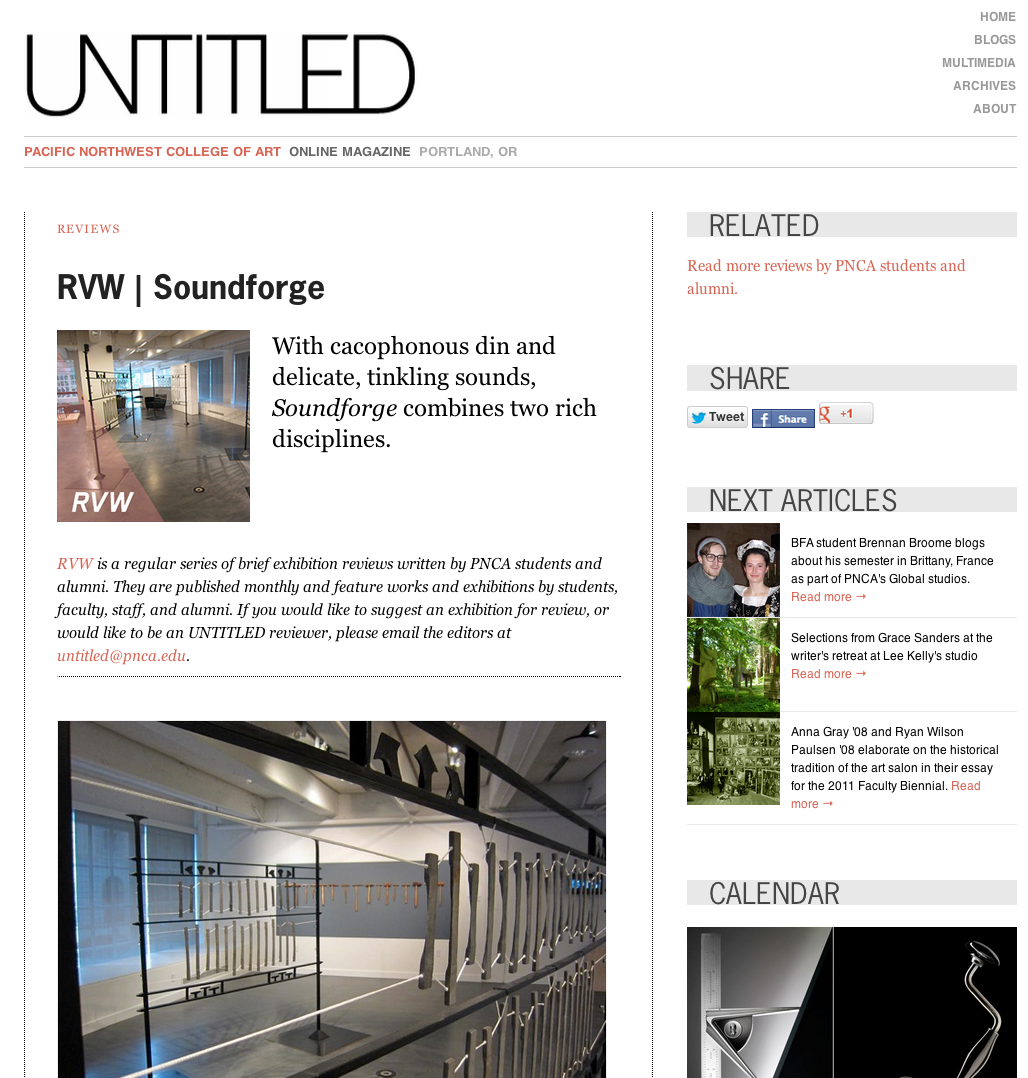 UNTITLED
HOME
BLOGS
MULTIMEDIA
ARCHIVES
ABOUT
PACIFIC NORTHWEST COLLEGE OF ART ONLINE MAGAZINE PORTLAND, OR
REVIEWS
RVW | Soundforge
RVW
With cacophonous din and
delicate, tinkling sounds,
Soundforge combines two rich
disciplines.
RVW is a regular series of brief exhibition reviews written by PNCA students and
alumni. They are published monthly and feature works and exhibitions by students,
faculty, staff, and alumni. If you would like to suggest an exhibition for review, or
would like to be an UNTITLED reviewer, please email the editors at
untitled@pnca.edu.
RELATED
Read more reviews by PNCA students and
alumni.
SHARE
Tweet
f Share
g +1
NEXT ARTICLES
BFA student Brennan Broome blogs
about his semester in Brittany, France
as part of PNCA's Global studios.
Read more →
Selections from Grace Sanders at the
writer's retreat at Lee Kelly's studio
Read more →
Anna Gray '08 and Ryan Wilson
Paulsen '08 elaborate on the historical
tradition of the art salon in their essay
for the 2011 Faculty Biennial. Read
more →
CALENDAR